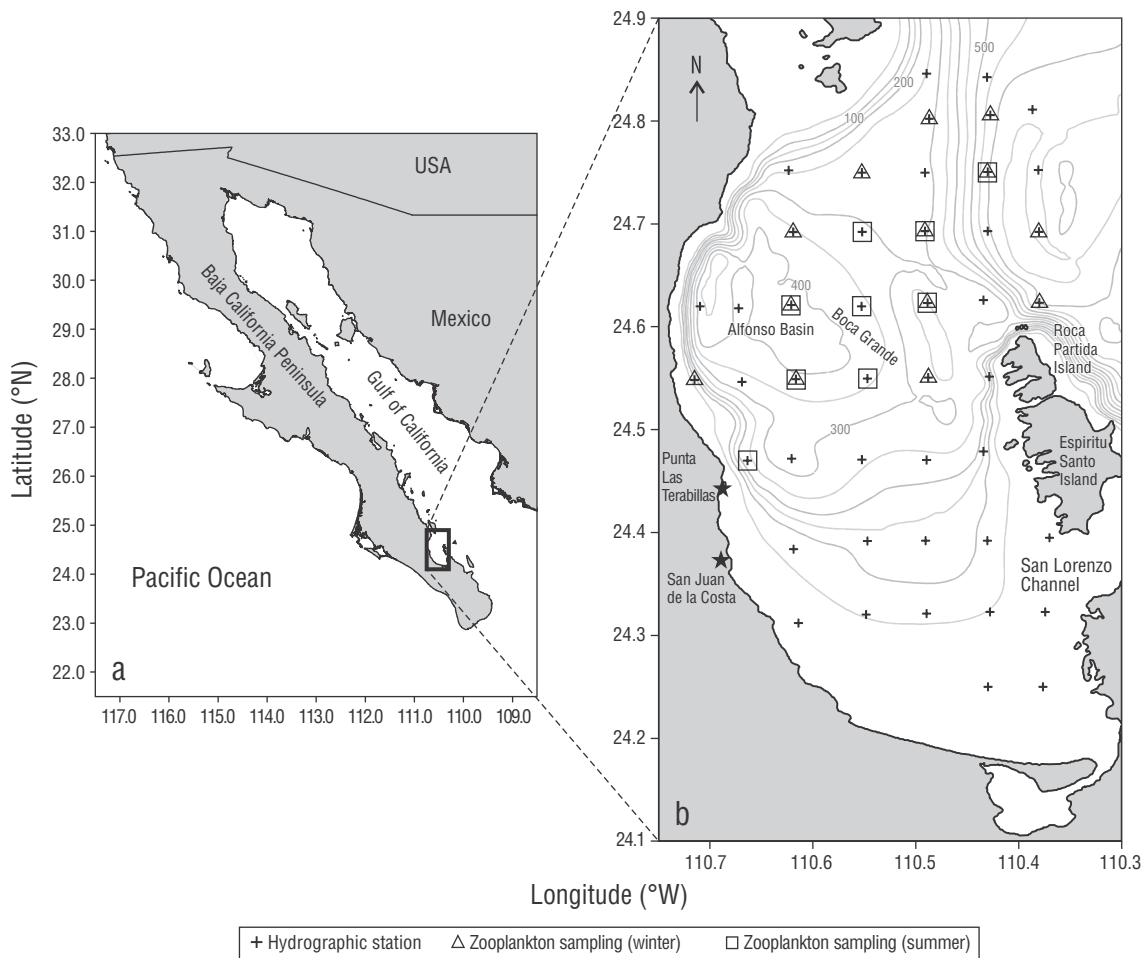 33.0
32.0
31.0
30.0
29.0
28.0
27.0
26.0
25.0
24.0
23.0
22.0
Latitude (°N)
USA
Mexico
Baja California Peninsula
Gulf of California
Pacific Ocean
a
117.0 116.0 115.0 114.0 113.0 112.0 111.0 110.0 109.0
24.9
24.8
24.7
24.6
24.5
24.4
24.3
24.2
24.1
N
500
200
100
400
Alfonso Basin
Boca Grande
Roca
Partida
Island
300
Espiritu
Santo
Island
Punta
Las
Terabillas
San Juan
de la Costa
San Lorenzo
Channel
b
110.7 110.6 110.5 110.4 110.3
Longitude (°W)
+ Hydrographic station △ Zooplankton sampling (winter) □ Zooplankton sampling (summer)